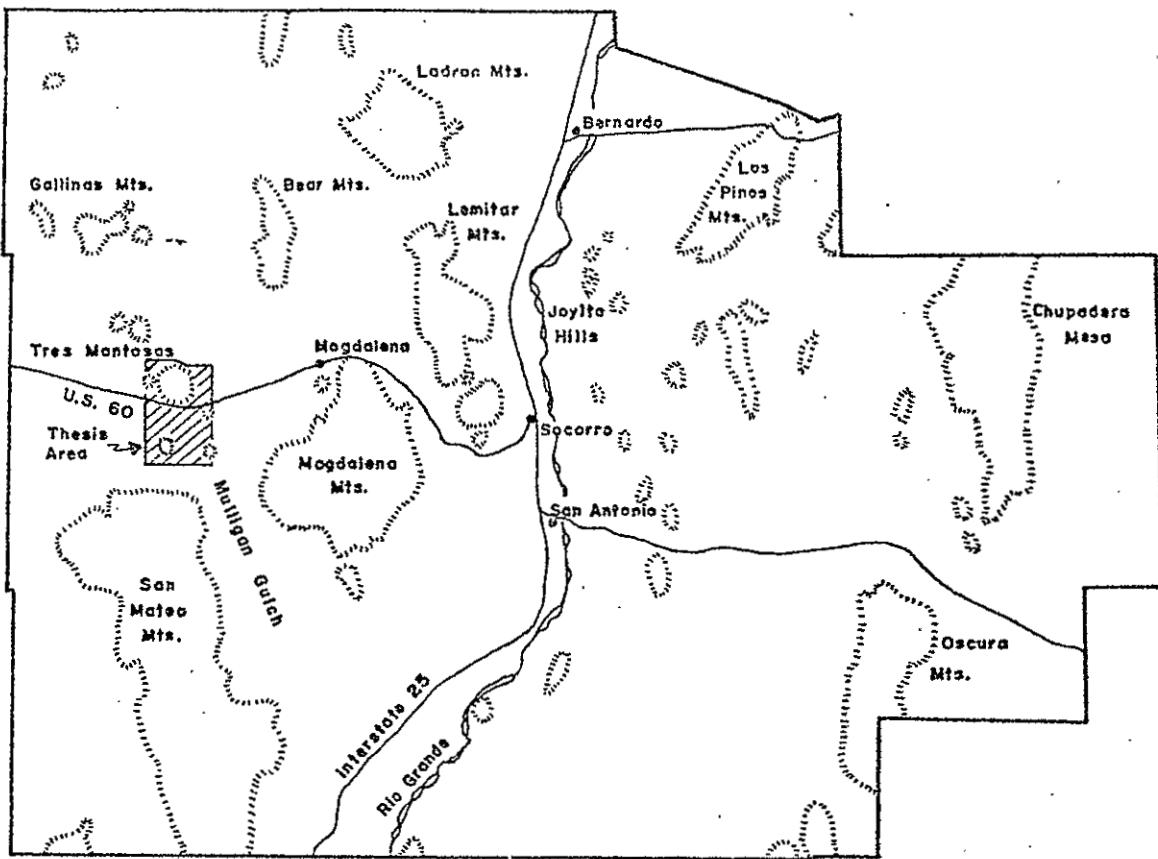 Ladron Mts.
Bernardo
Gallinas Mts.
Bear Mts.
Los
Pinos
Mts.
Lemitar
Mts.
Joyita
Hills
Chupadera
Mesa
Tres Montosas
Magdalena
U.S. 60
Thesis
Area
Socorro
Magdalena
Mts.
Mulligan Gulch
San Antonio
San
Mateo
Mts.
Oscura
Mts.
Interstate 25
Rio Grande